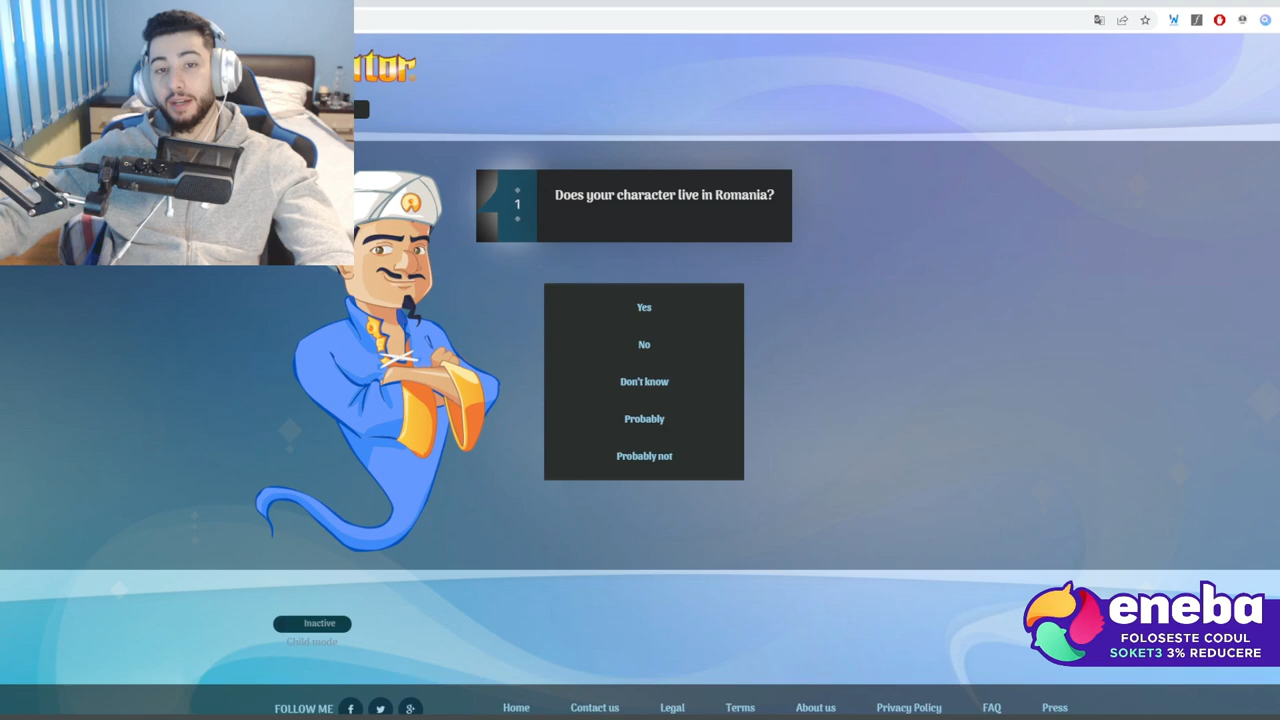 1
Does your character live in Romania?
Yes
No
Don't know
Probably
Probably not
eneba
FOLOSESTE CODUL
SOKET3 3% REDUCERE
Inactive
Child mode
FOLLOW ME
Home
Contact us
Legal
Terms
About us
Privacy Policy
FAQ
Press